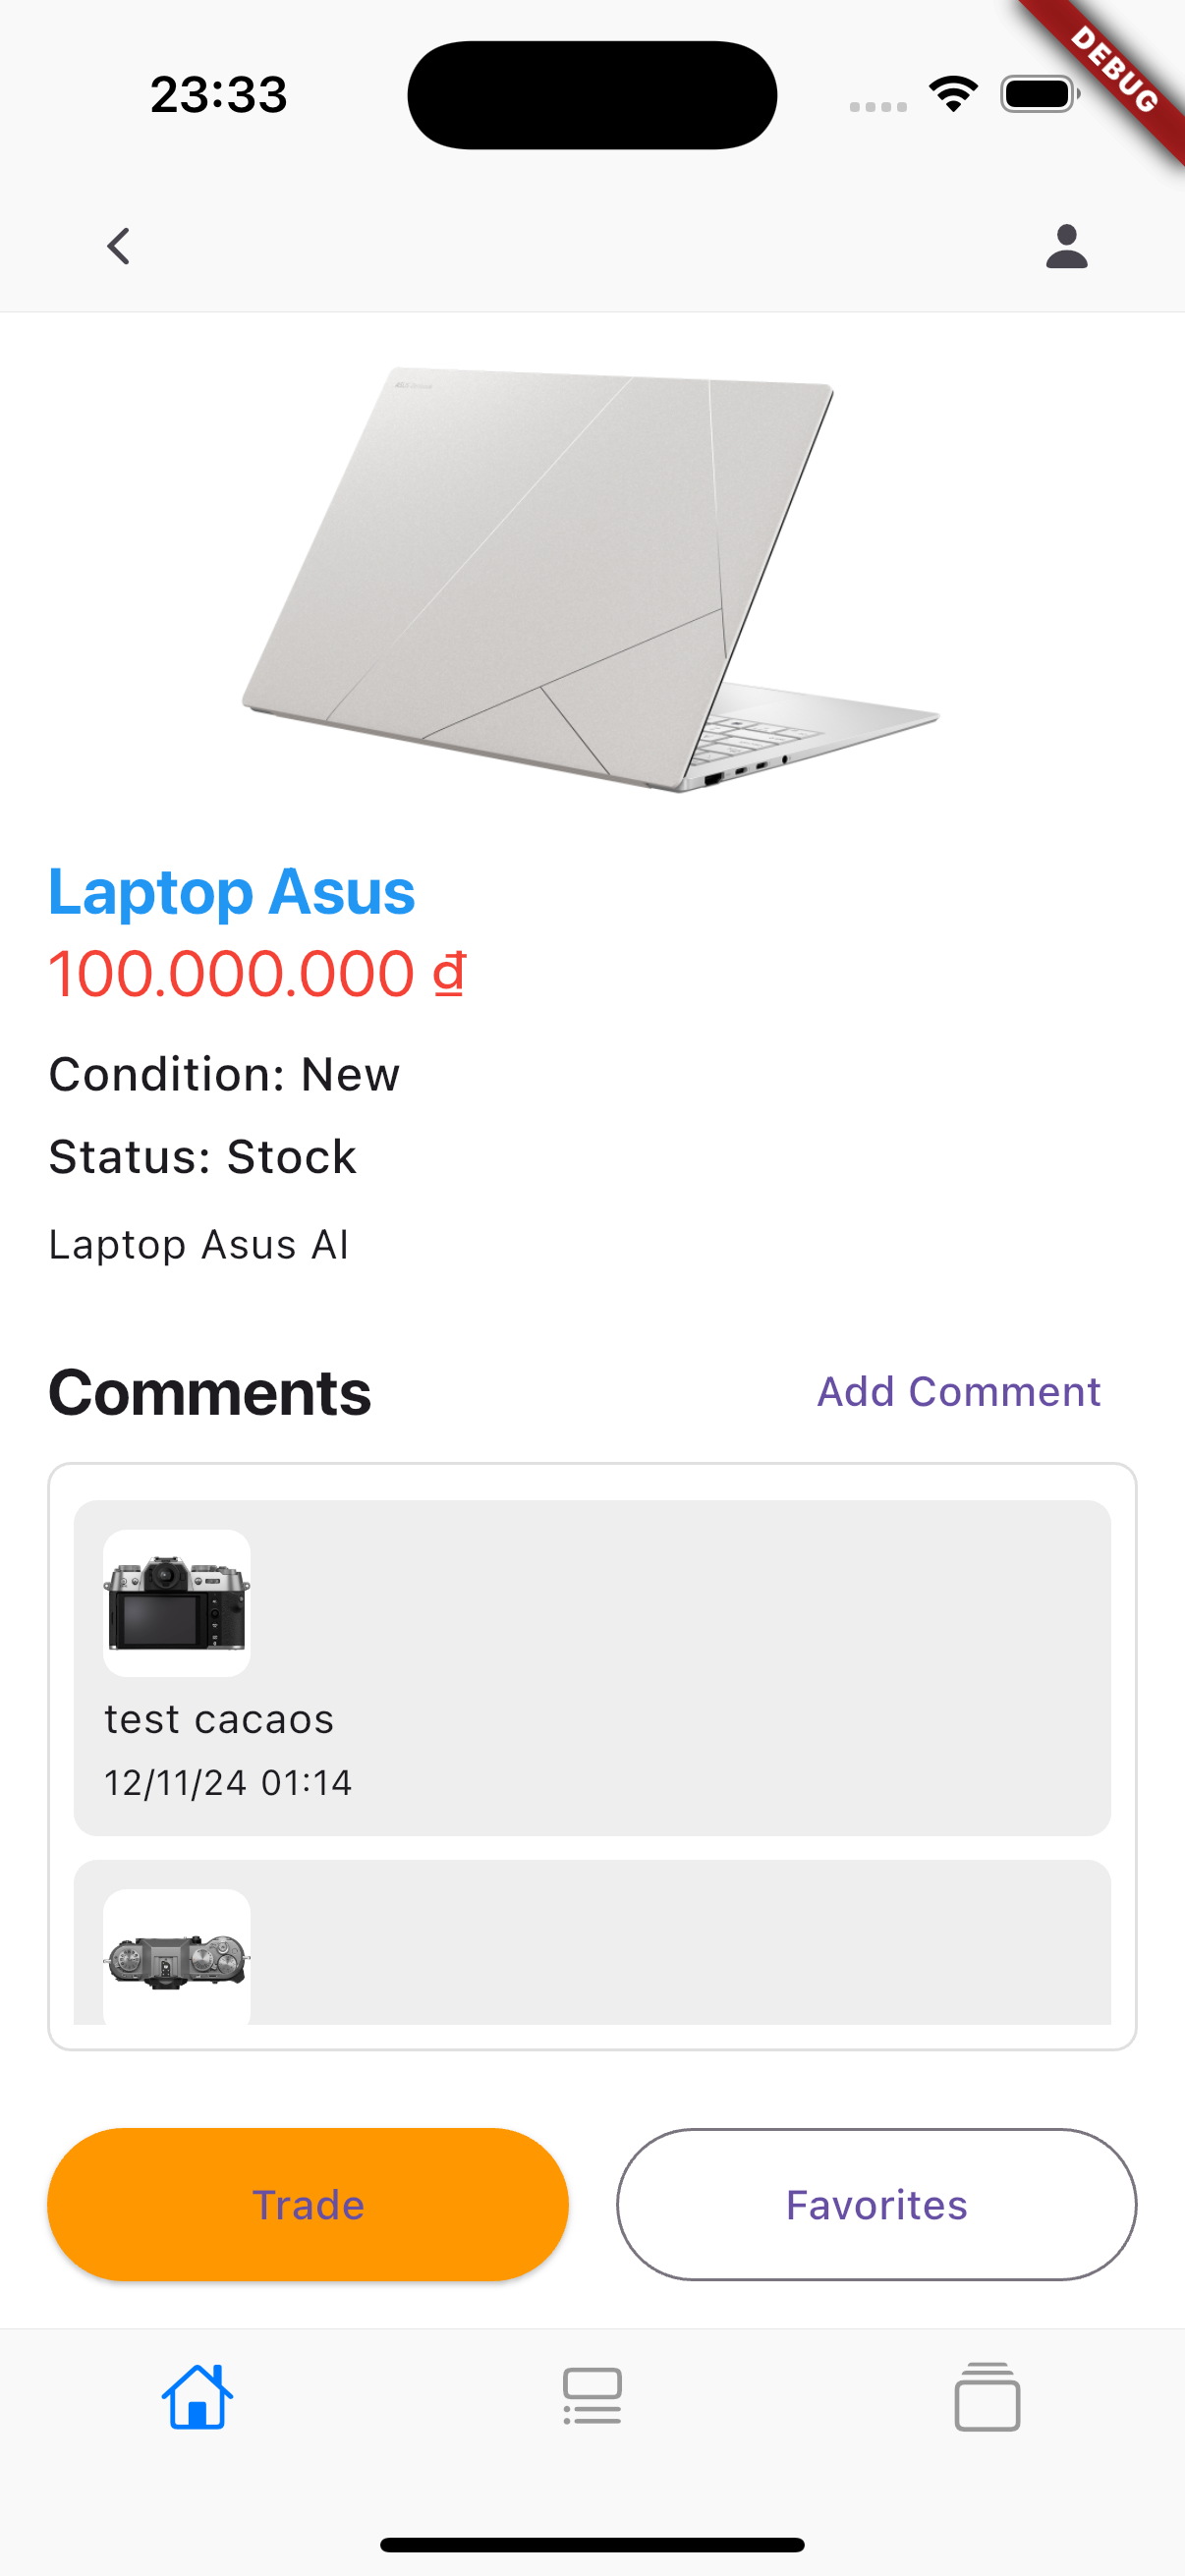 23:33
DEBUG
Laptop Asus
100.000.000 ₫
Condition: New
Status: Stock
Laptop Asus AI
Comments
Add Comment
test cacaos
12/11/24 01:14
Trade
Favorites